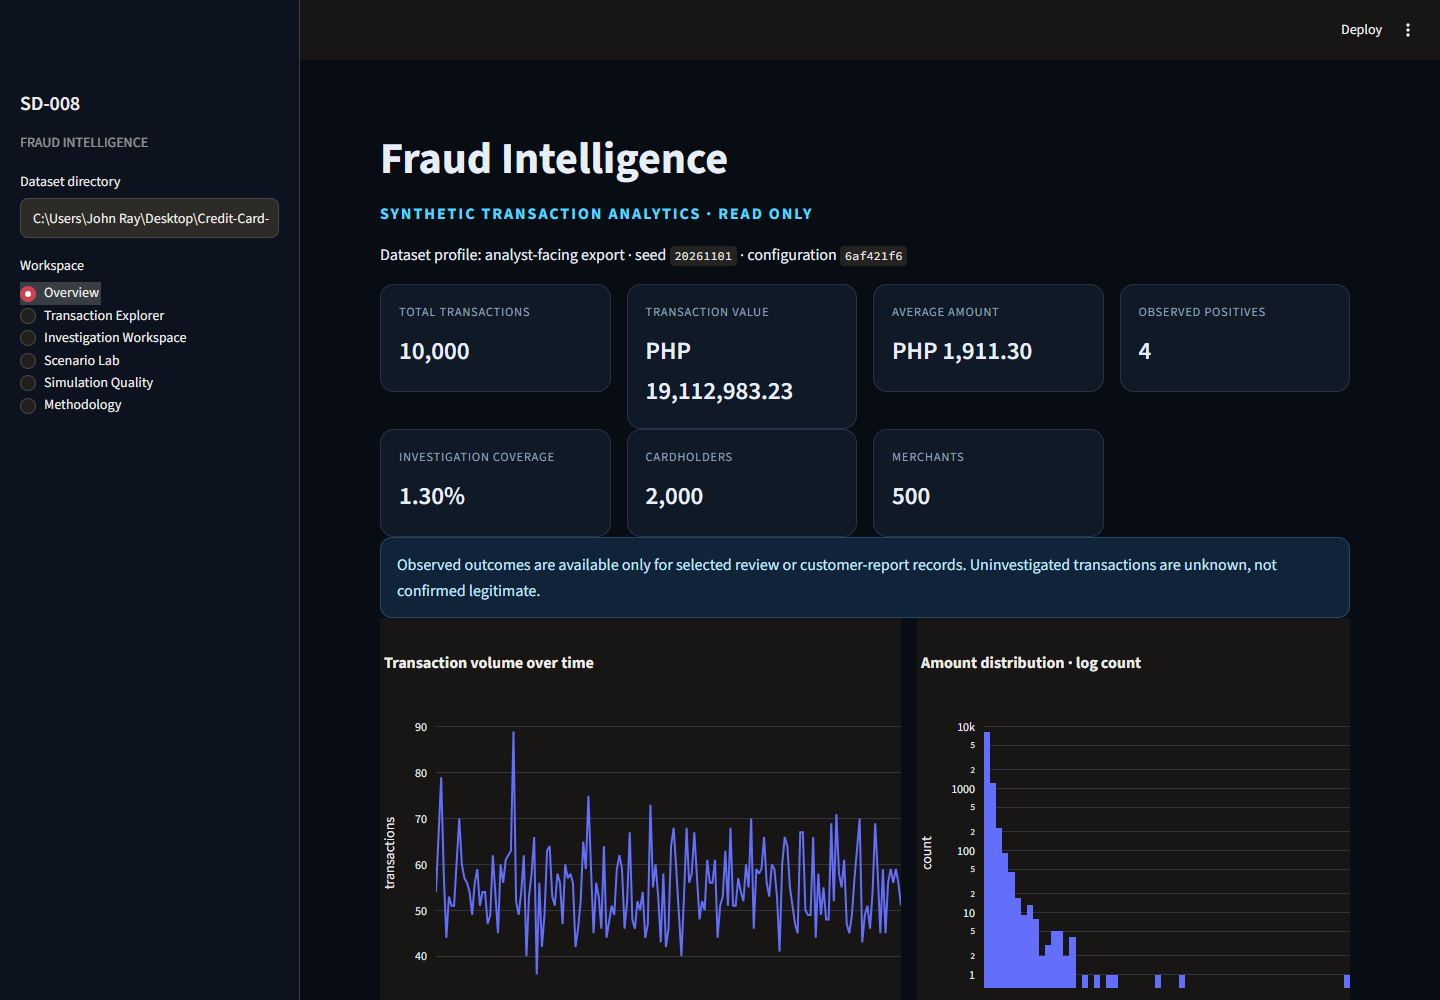 Deploy
SD-008
FRAUD INTELLIGENCE
Dataset directory
C:\Users\John Ray\Desktop\Credit-Card-
Workspace
Overview
Transaction Explorer
Investigation Workspace
Scenario Lab
Simulation Quality
Methodology
Fraud Intelligence
SYNTHETIC TRANSACTION ANALYTICS · READ ONLY
Dataset profile: analyst-facing export · seed 20261101 · configuration 6af421f6
TOTAL TRANSACTIONS
10,000
TRANSACTION VALUE
PHP
19,112,983.23
AVERAGE AMOUNT
PHP 1,911.30
OBSERVED POSITIVES
4
INVESTIGATION COVERAGE
1.30%
CARDHOLDERS
2,000
MERCHANTS
500
Observed outcomes are available only for selected review or customer-report records. Uninvestigated transactions are unknown, not
confirmed legitimate.
Transaction volume over time
90
80
70
60
50
40
transactions
Amount distribution · log count
10k
5
2
1000
5
2
100
5
2
10
5
2
1
count